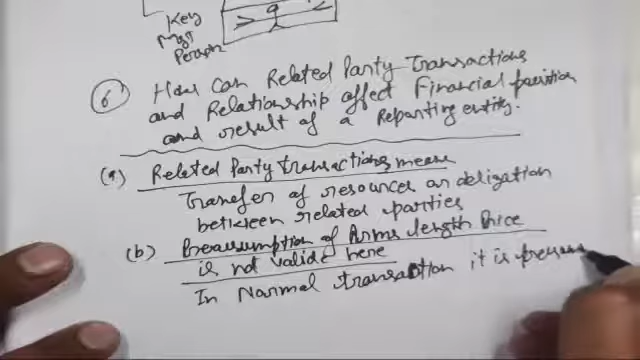 Key
Mgt
Person
(6) How can Related Party Transactions
and Relationship affect Financial position
and result of a Reporting entity.
(a) Related Party transactions means
Transfer of resources or obligation
between related parties
(b) Preassumption of Arms length Price
is not valide here
In Normal transaction it is